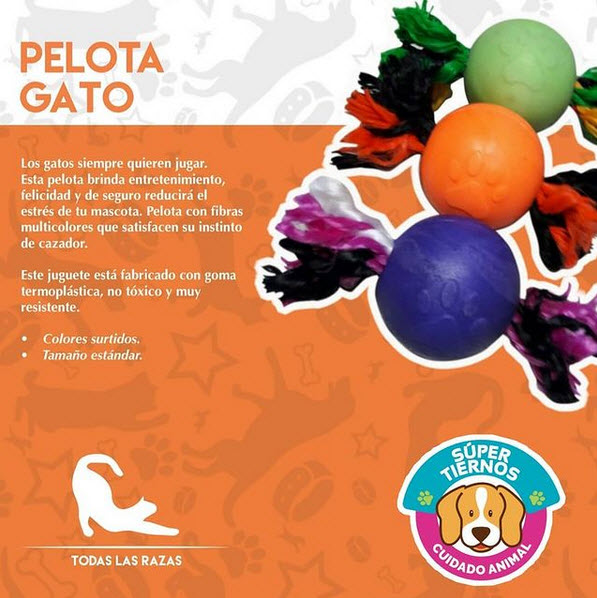 PELOTA
GATO
Los gatos siempre quieren jugar.
Esta pelota brinda entretenimiento,
felicidad y de seguro reducirá el
estrés de tu mascota. Pelota con fibras
multicolores que satisfacen su instinto
de cazador.
Este juguete está fabricado con goma
termoplástica, no tóxico y muy
resistente.
• Colores surtidos.
• Tamaño estándar.
TODAS LAS RAZAS
SÚPER
TIERNOS
CUIDADO ANIMAL